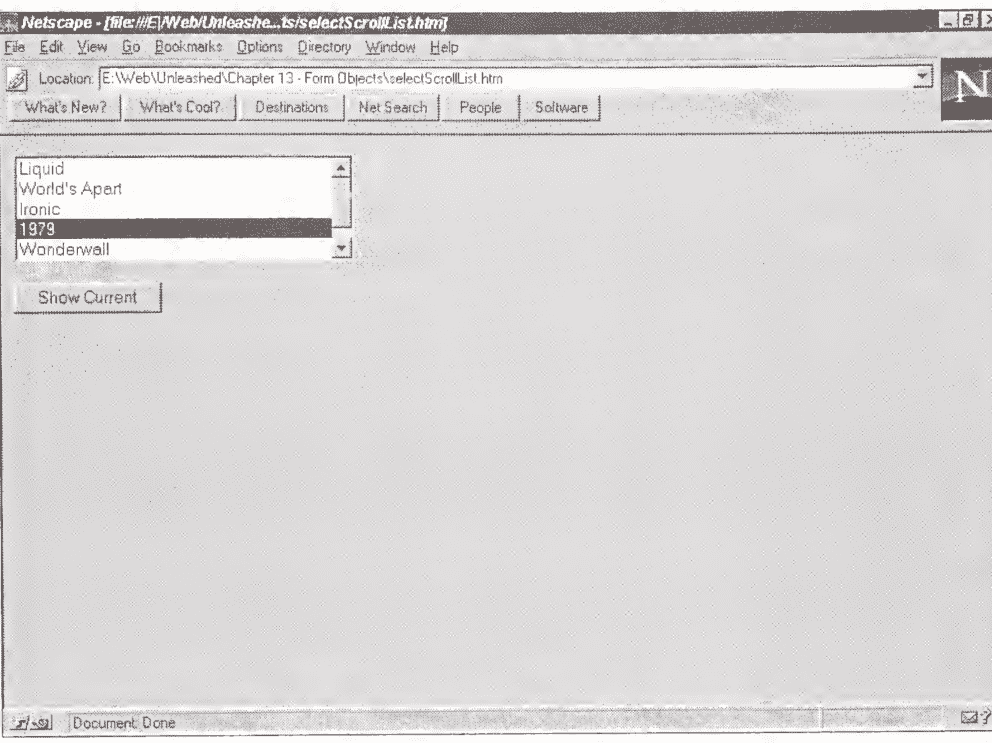 Netscape - [file:///E|/Web/Unleashe...ts/selectScrollList.htm]
File Edit View Go Bookmarks Options Directory Window Help
Location: E:\Web\Unleashed\Chapter 13 - Form Objects\selectScrollList.htm
N
What's New? What's Cool? Destinations Net Search People Software
Liquid
World's Apart
Ironic
1979
Wonderwall
Show Current
Document: Done